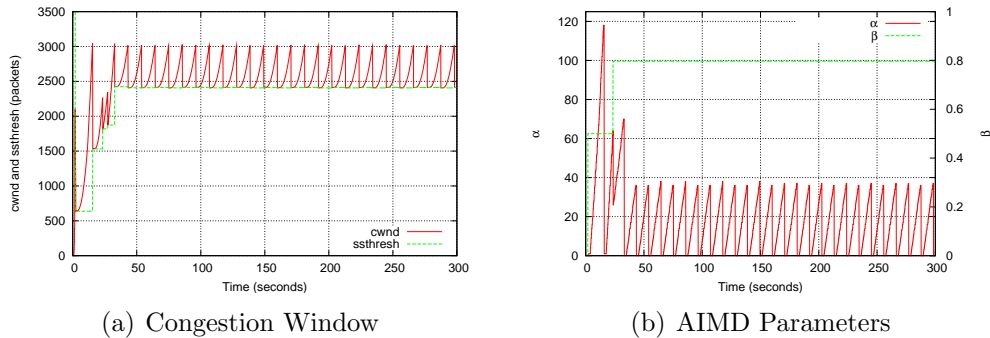 cwnd and ssthresh (packets)
3500
3000
2500
2000
1500
1000
500
0
cwnd
ssthresh
0 50 100 150 200 250 300
Time (seconds)
(a) Congestion Window
α
120
100
80
60
40
20
0
α
β
1
0.8
0.6
0.4
0.2
0
β
0 50 100 150 200 250 300
Time (seconds)
(b) AIMD Parameters